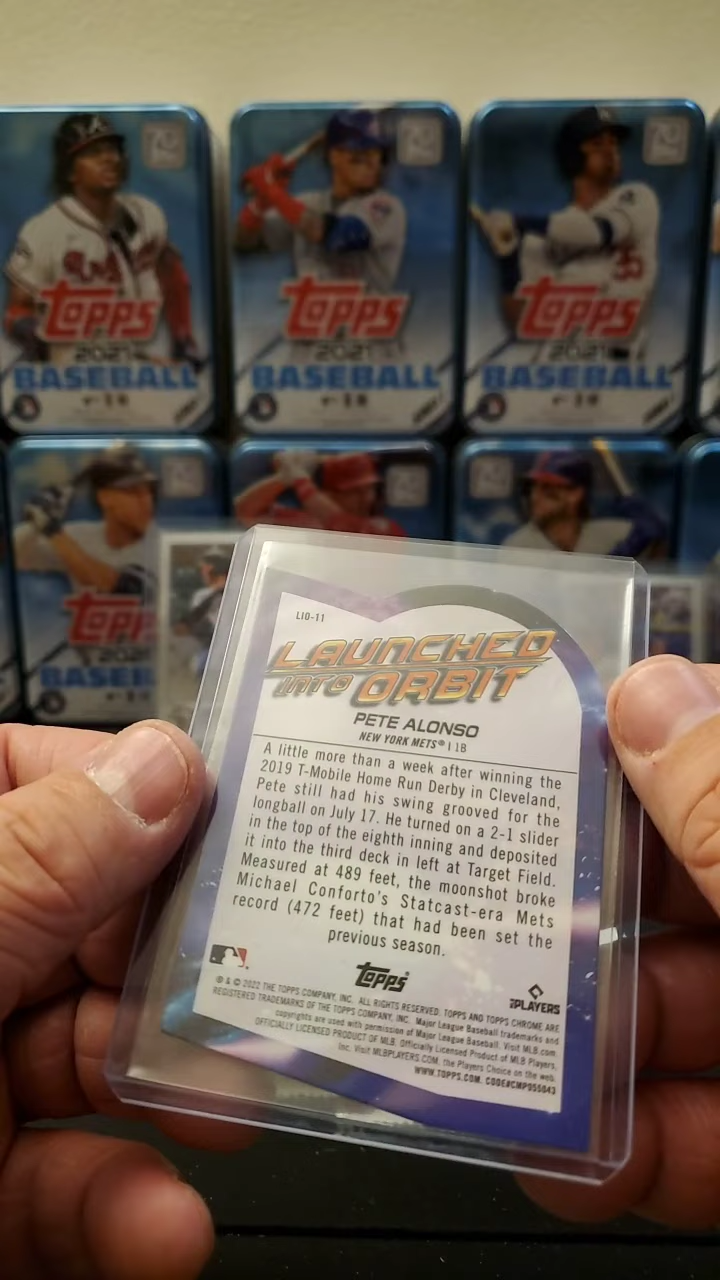 Topps
2021
BASEBALL
Topps
2021
BASEBALL
35
Topps
2021
BASEBALL
Topp
2021
BASEB
LIO-11
LAUNCHED
INTO ORBIT
PETE ALONSO
NEW YORK METS® | 1B
A little more than a week after winning the
2019 T-Mobile Home Run Derby in Cleveland,
Pete still had his swing grooved for the
longball on July 17. He turned on a 2-1 slider
in the top of the eighth inning and deposited
it into the third deck in left at Target Field.
Measured at 489 feet, the moonshot broke
Michael Conforto's Statcast-era Mets
record (472 feet) that had been set the
previous season.
Topps®
PLAYERS
® & © 2022 THE TOPPS COMPANY, INC. ALL RIGHTS RESERVED. TOPPS AND TOPPS CHROME ARE
REGISTERED TRADEMARKS OF THE TOPPS COMPANY, INC. Major League Baseball trademarks and
copyrights are used with permission of Major League Baseball. Visit MLB.com
OFFICIALLY LICENSED PRODUCT OF MLB Players,
Inc. Visit MLBPLAYERS.COM, the Players Choice on the web.
WWW.TOPPS.COM. CODE#CMP055043